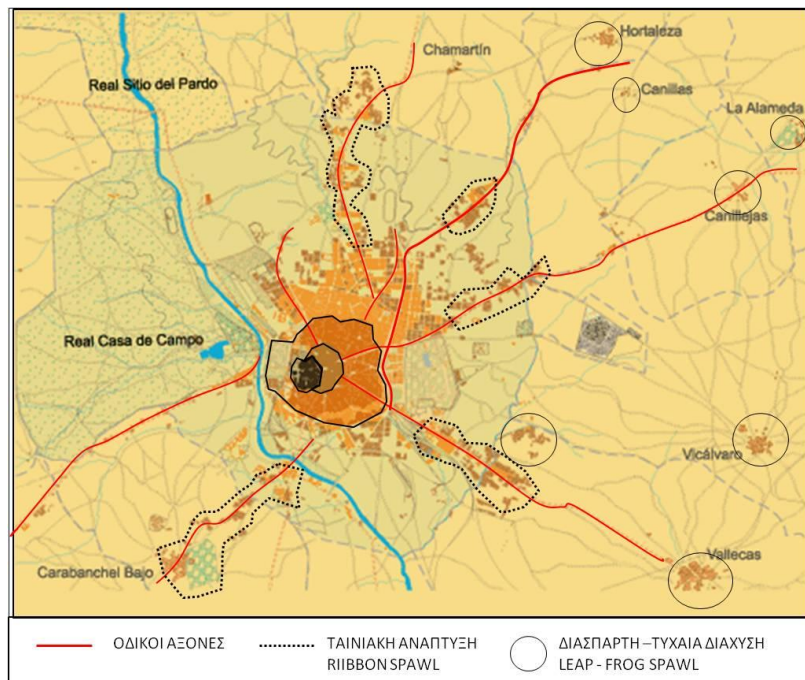 Hortaleza
Chamartín
Real Sitio del Pardo
Canillas
La Alameda
Canillejas
Real Casa de Campo
Vicálvaro
Vallecas
Carabanchel Bajo
ΟΔΙΚΟΙ ΑΞΟΝΕΣ
ΤΑΙΝΙΑΚΗ ΑΝΑΠΤΥΞΗ
RIIBBON SPAWL
ΔΙΑΣΠΑΡΤΗ –ΤΥΧΑΙΑ ΔΙΑΧΥΣΗ
LEAP - FROG SPAWL